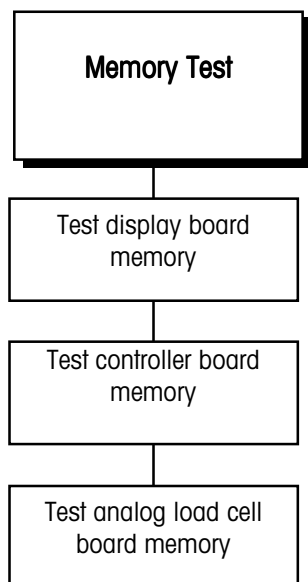 Memory Test
Test display board
memory
Test controller board
memory
Test analog load cell
board memory